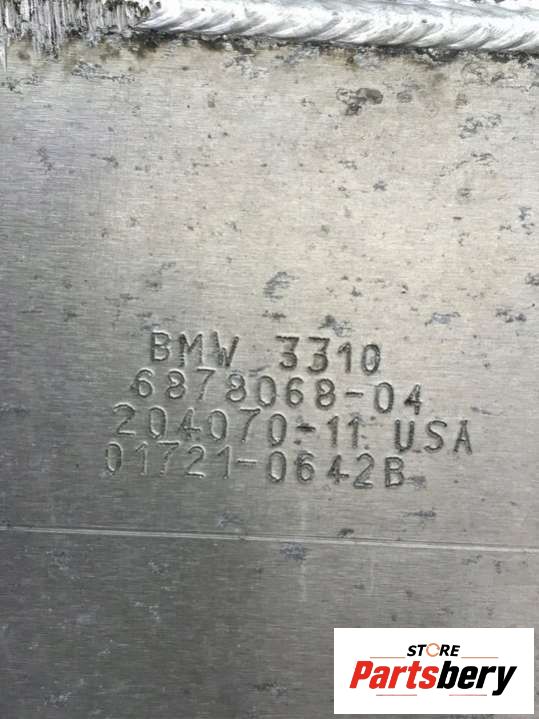 BMW 3310
6878068-04
204070-11 USA
01721-0642B
STORE
Partsbery